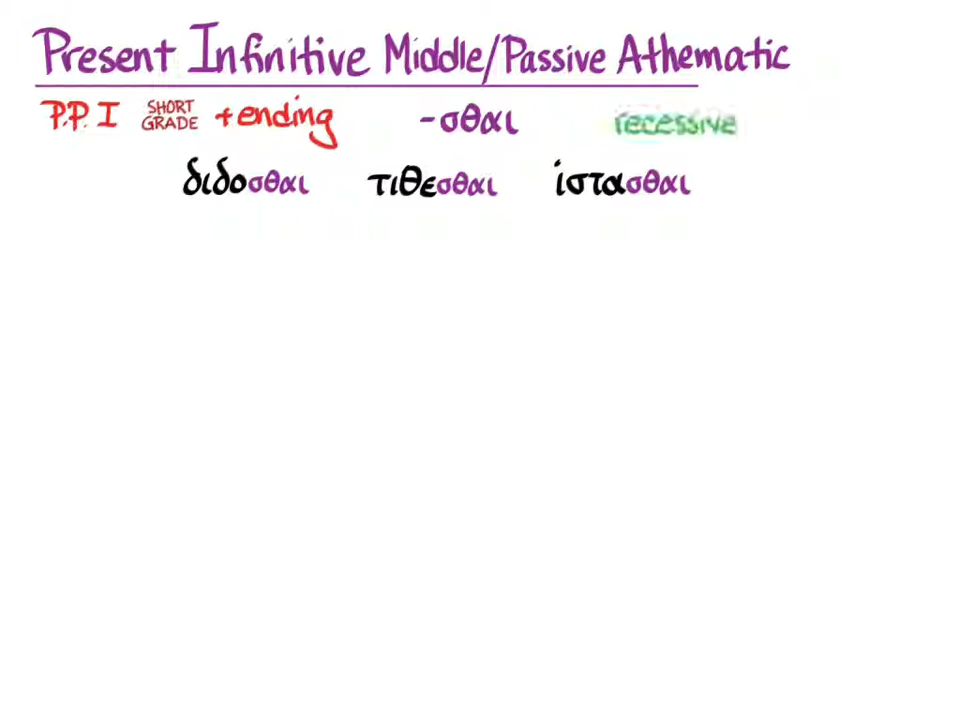 Present Infinitive Middle/Passive Athematic
P.P. I SHORT GRADE + ending -σθαι recessive
διδοσθαι τιθεσθαι ἱστασθαι